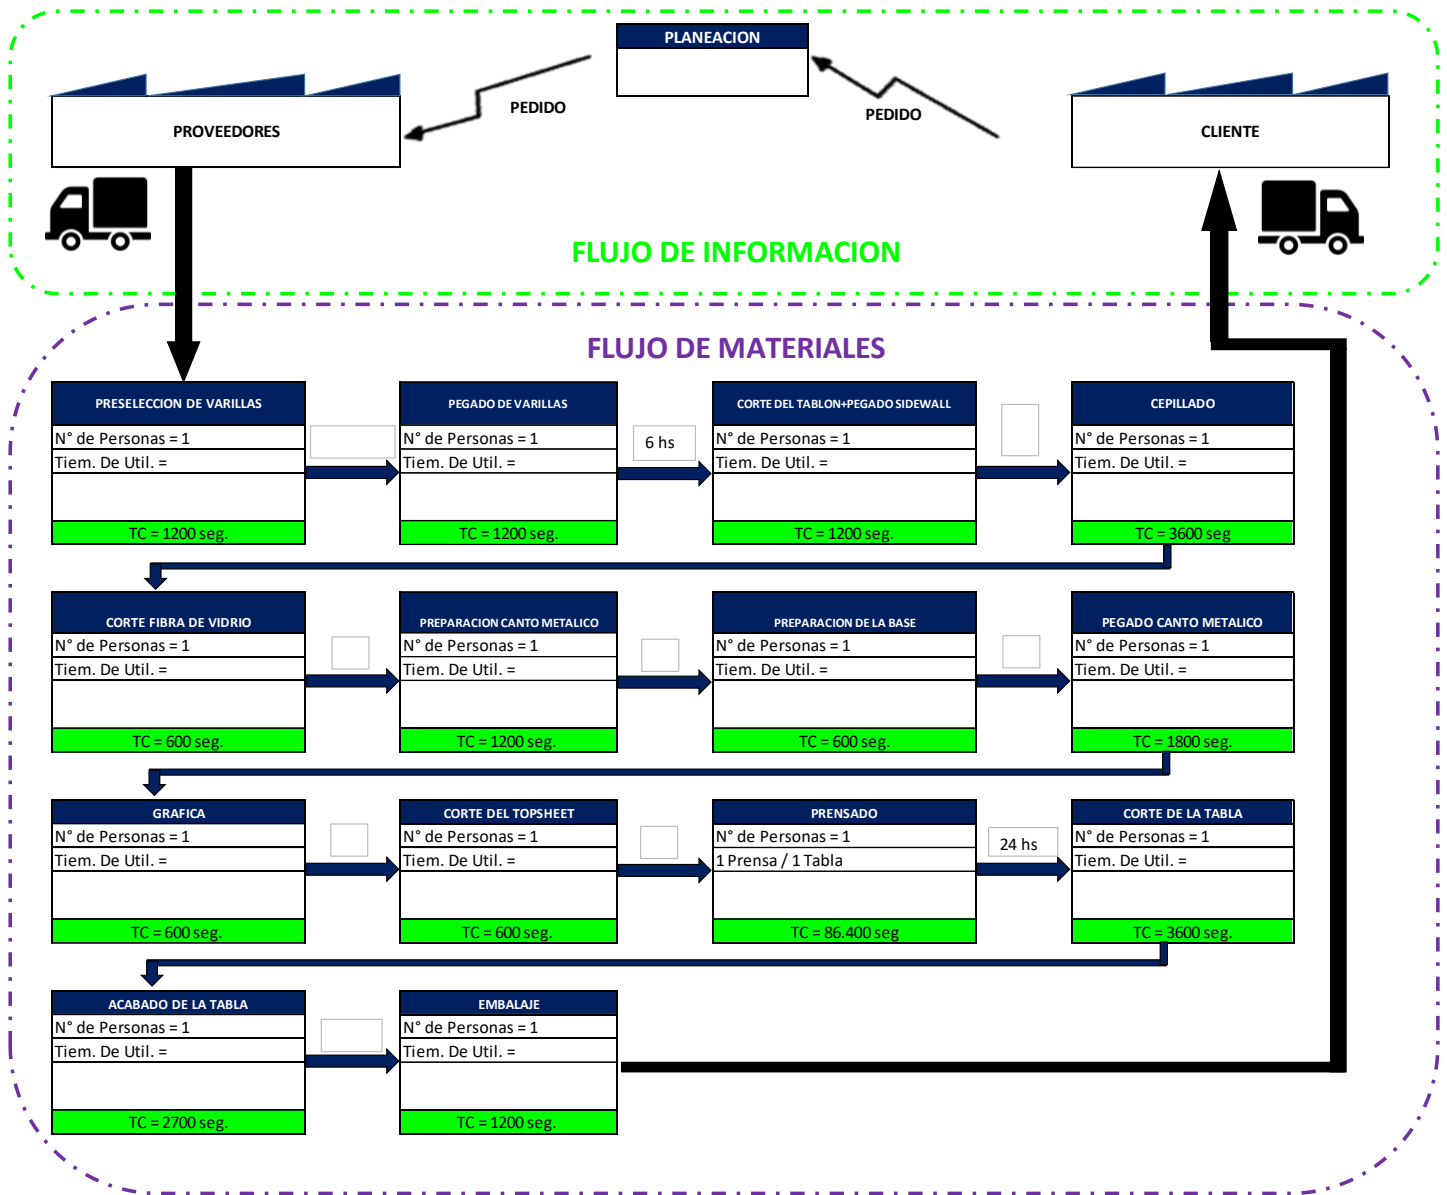 PLANEACION
PROVEEDORES
PEDIDO
PEDIDO
CLIENTE
FLUJO DE INFORMACION
FLUJO DE MATERIALES
PRESELECCION DE VARILLAS
N° de Personas = 1
Tiem. De Util. =
TC = 1200 seg.
PEGADO DE VARILLAS
N° de Personas = 1
Tiem. De Util. =
TC = 1200 seg.
6 hs
CORTE DEL TABLON+PEGADO SIDEWALL
N° de Personas = 1
Tiem. De Util. =
TC = 1200 seg.
CEPILLADO
N° de Personas = 1
Tiem. De Util. =
TC = 3600 seg
CORTE FIBRA DE VIDRIO
N° de Personas = 1
Tiem. De Util. =
TC = 600 seg.
PREPARACION CANTO METALICO
N° de Personas = 1
Tiem. De Util. =
TC = 1200 seg.
PREPARACION DE LA BASE
N° de Personas = 1
Tiem. De Util. =
TC = 600 seg.
PEGADO CANTO METALICO
N° de Personas = 1
Tiem. De Util. =
TC = 1800 seg.
GRAFICA
N° de Personas = 1
Tiem. De Util. =
TC = 600 seg.
CORTE DEL TOPSHEET
N° de Personas = 1
Tiem. De Util. =
TC = 600 seg.
PRENSADO
N° de Personas = 1
1 Prensa / 1 Tabla
TC = 86.400 seg
24 hs
CORTE DE LA TABLA
N° de Personas = 1
Tiem. De Util. =
TC = 3600 seg.
ACABADO DE LA TABLA
N° de Personas = 1
Tiem. De Util. =
TC = 2700 seg.
EMBALAJE
N° de Personas = 1
Tiem. De Util. =
TC = 1200 seg.